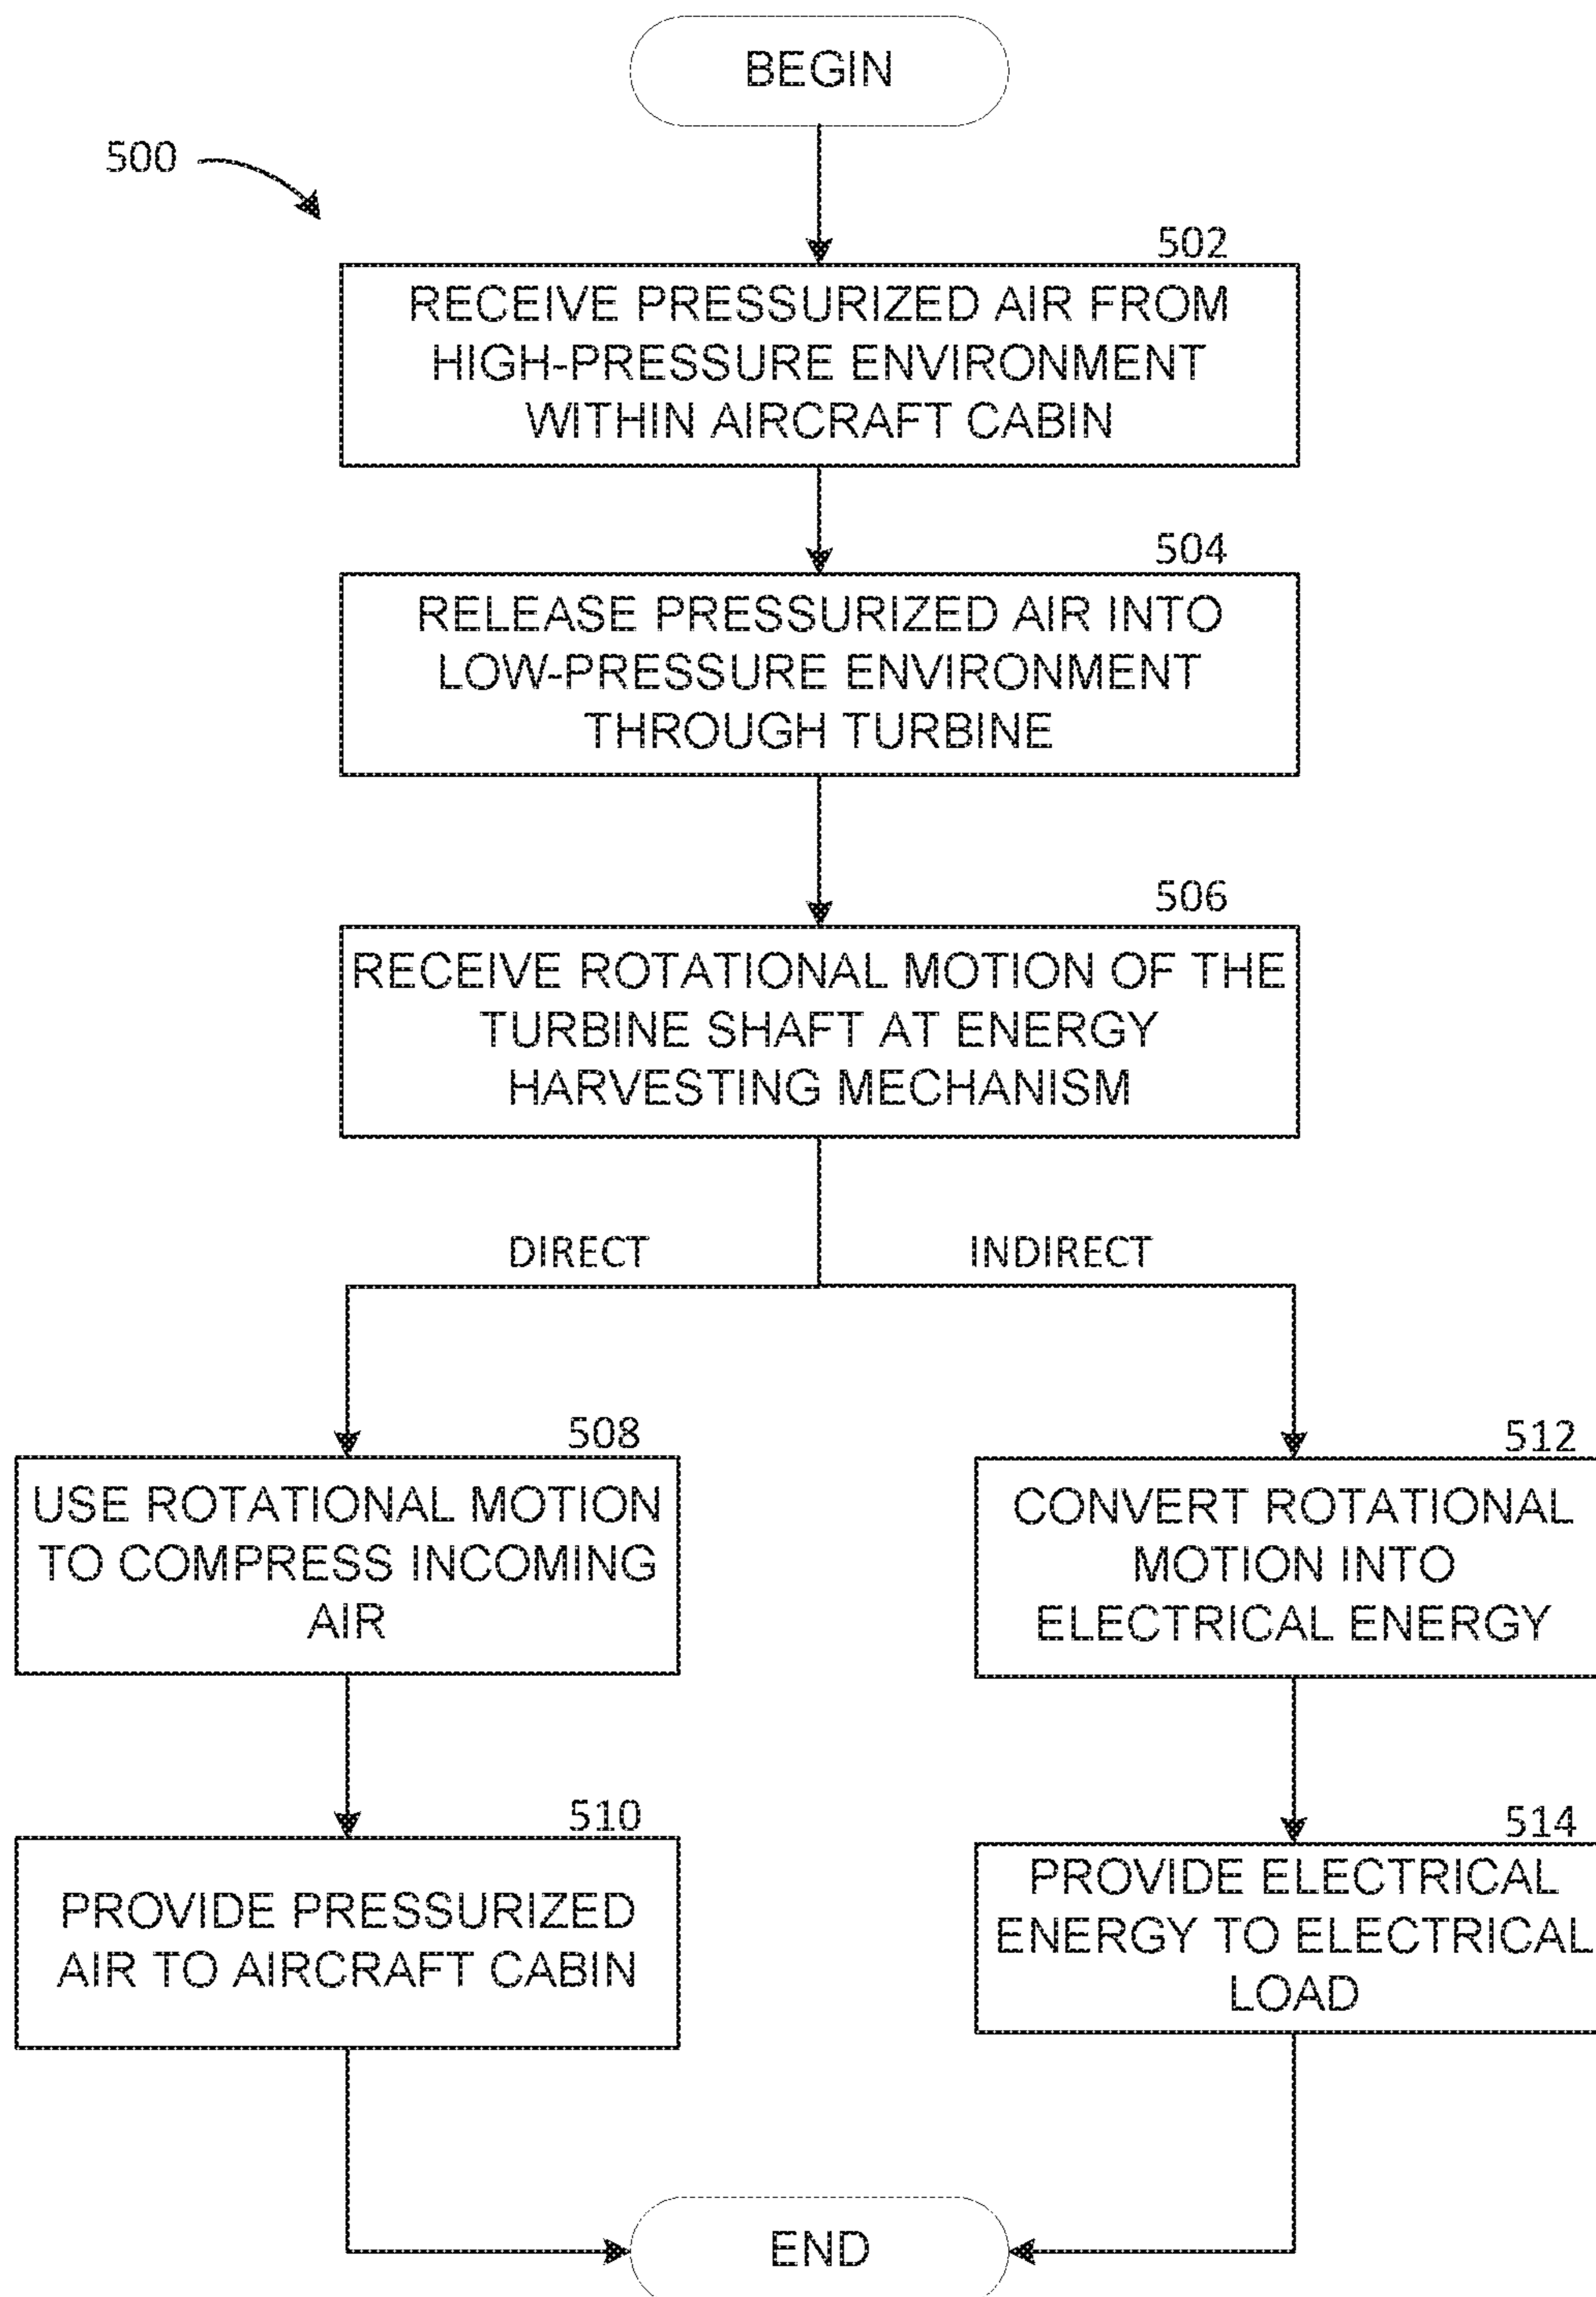 BEGIN
500
502
RECEIVE PRESSURIZED AIR FROM
HIGH-PRESSURE ENVIRONMENT
WITHIN AIRCRAFT CABIN
504
RELEASE PRESSURIZED AIR INTO
LOW-PRESSURE ENVIRONMENT
THROUGH TURBINE
506
RECEIVE ROTATIONAL MOTION OF THE
TURBINE SHAFT AT ENERGY
HARVESTING MECHANISM
DIRECT
INDIRECT
508
USE ROTATIONAL MOTION
TO COMPRESS INCOMING
AIR
510
PROVIDE PRESSURIZED
AIR TO AIRCRAFT CABIN
512
CONVERT ROTATIONAL
MOTION INTO
ELECTRICAL ENERGY
514
PROVIDE ELECTRICAL
ENERGY TO ELECTRICAL
LOAD
END